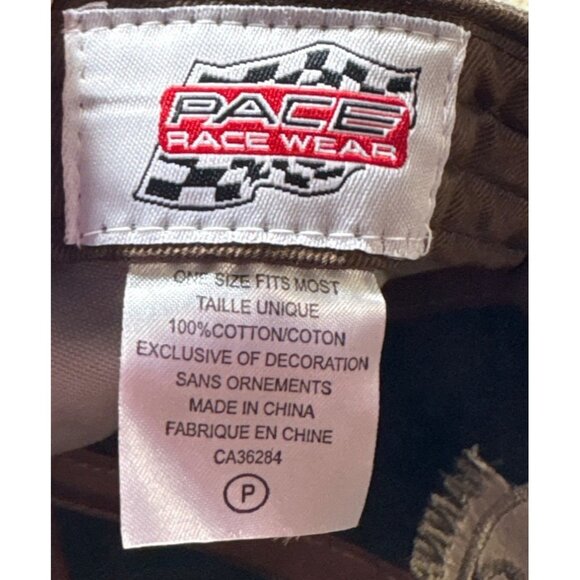 PACE
RACE WEAR
ONE SIZE FITS MOST
TAILLE UNIQUE
100%COTTON/COTON
EXCLUSIVE OF DECORATION
SANS ORNEMENTS
MADE IN CHINA
FABRIQUE EN CHINE
CA36284
P